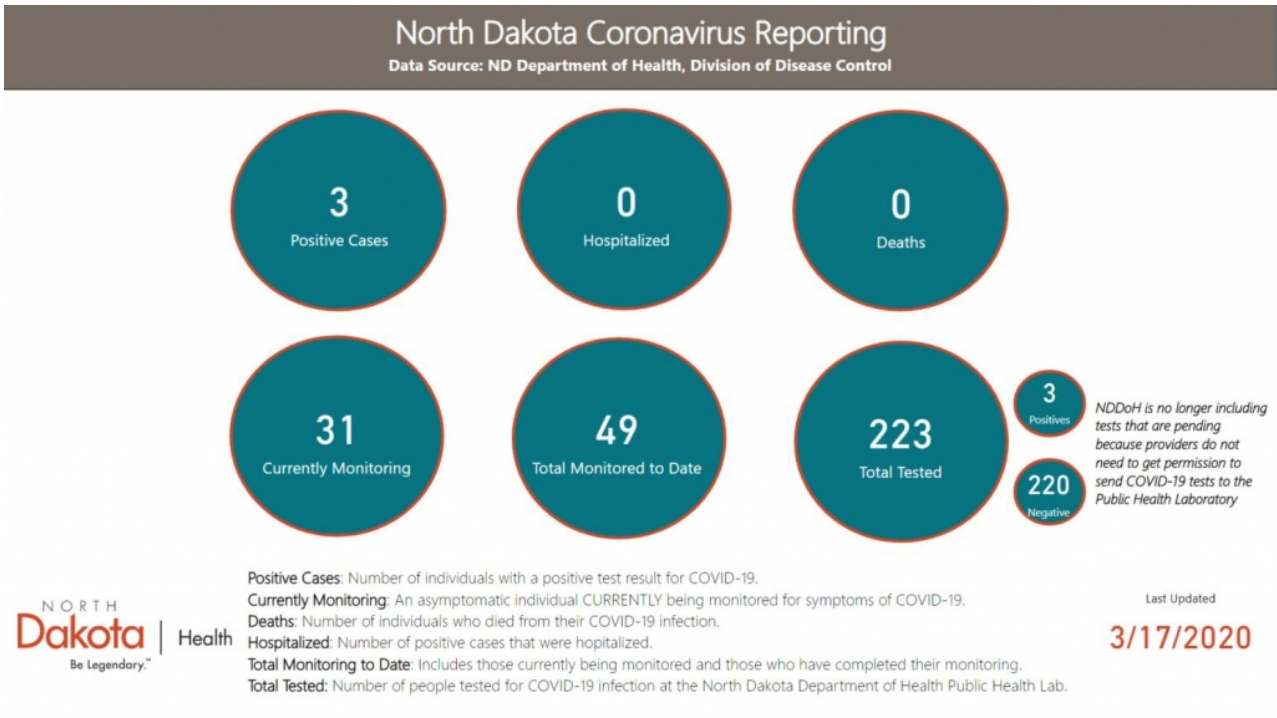 North Dakota Coronavirus Reporting
Data Source: ND Department of Health, Division of Disease Control
3
Positive Cases
0
Hospitalized
0
Deaths
31
Currently Monitoring
49
Total Monitored to Date
223
Total Tested
3
Positives
220
Negative
NDDoH is no longer including
tests that are pending
because providers do not
need to get permission to
send COVID-19 tests to the
Public Health Laboratory
NORTH
Dakota | Health
Be Legendary.™
Positive Cases: Number of individuals with a positive test result for COVID-19.
Currently Monitoring: An asymptomatic individual CURRENTLY being monitored for symptoms of COVID-19.
Deaths: Number of individuals who died from their COVID-19 infection.
Hospitalized: Number of positive cases that were hopitalized.
Total Monitoring to Date: Includes those currently being monitored and those who have completed their monitoring.
Total Tested: Number of people tested for COVID-19 infection at the North Dakota Department of Health Public Health Lab.
Last Updated
3/17/2020